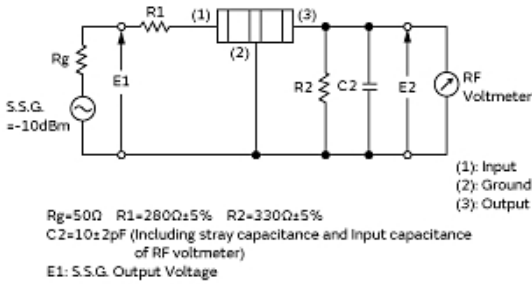 R1
(1)
(3)
(2)
Rg
E1
R2
C2
E2
RF
Voltmeter
S.S.G.
=-10dBm
(1): Input
(2): Ground
(3): Output
Rg=50Ω R1=280Ω±5% R2=330Ω±5%
C2=10±2pF (Including stray capacitance and Input capacitance
of RF voltmeter)
E1: S.S.G. Output Voltage